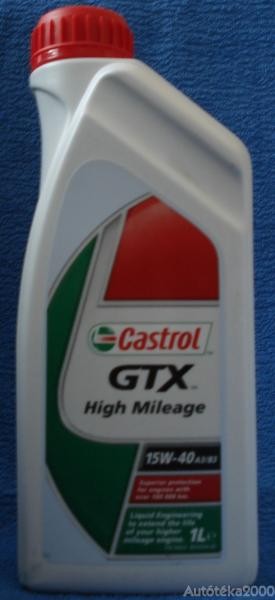 Castrol
GTX
High Mileage
15W-40 A3/B3
Superior protection
for engines with
over 100 000 km.
Liquid Engineering
to extend the life
of your higher
mileage engine.
1L e
Autótéka2000